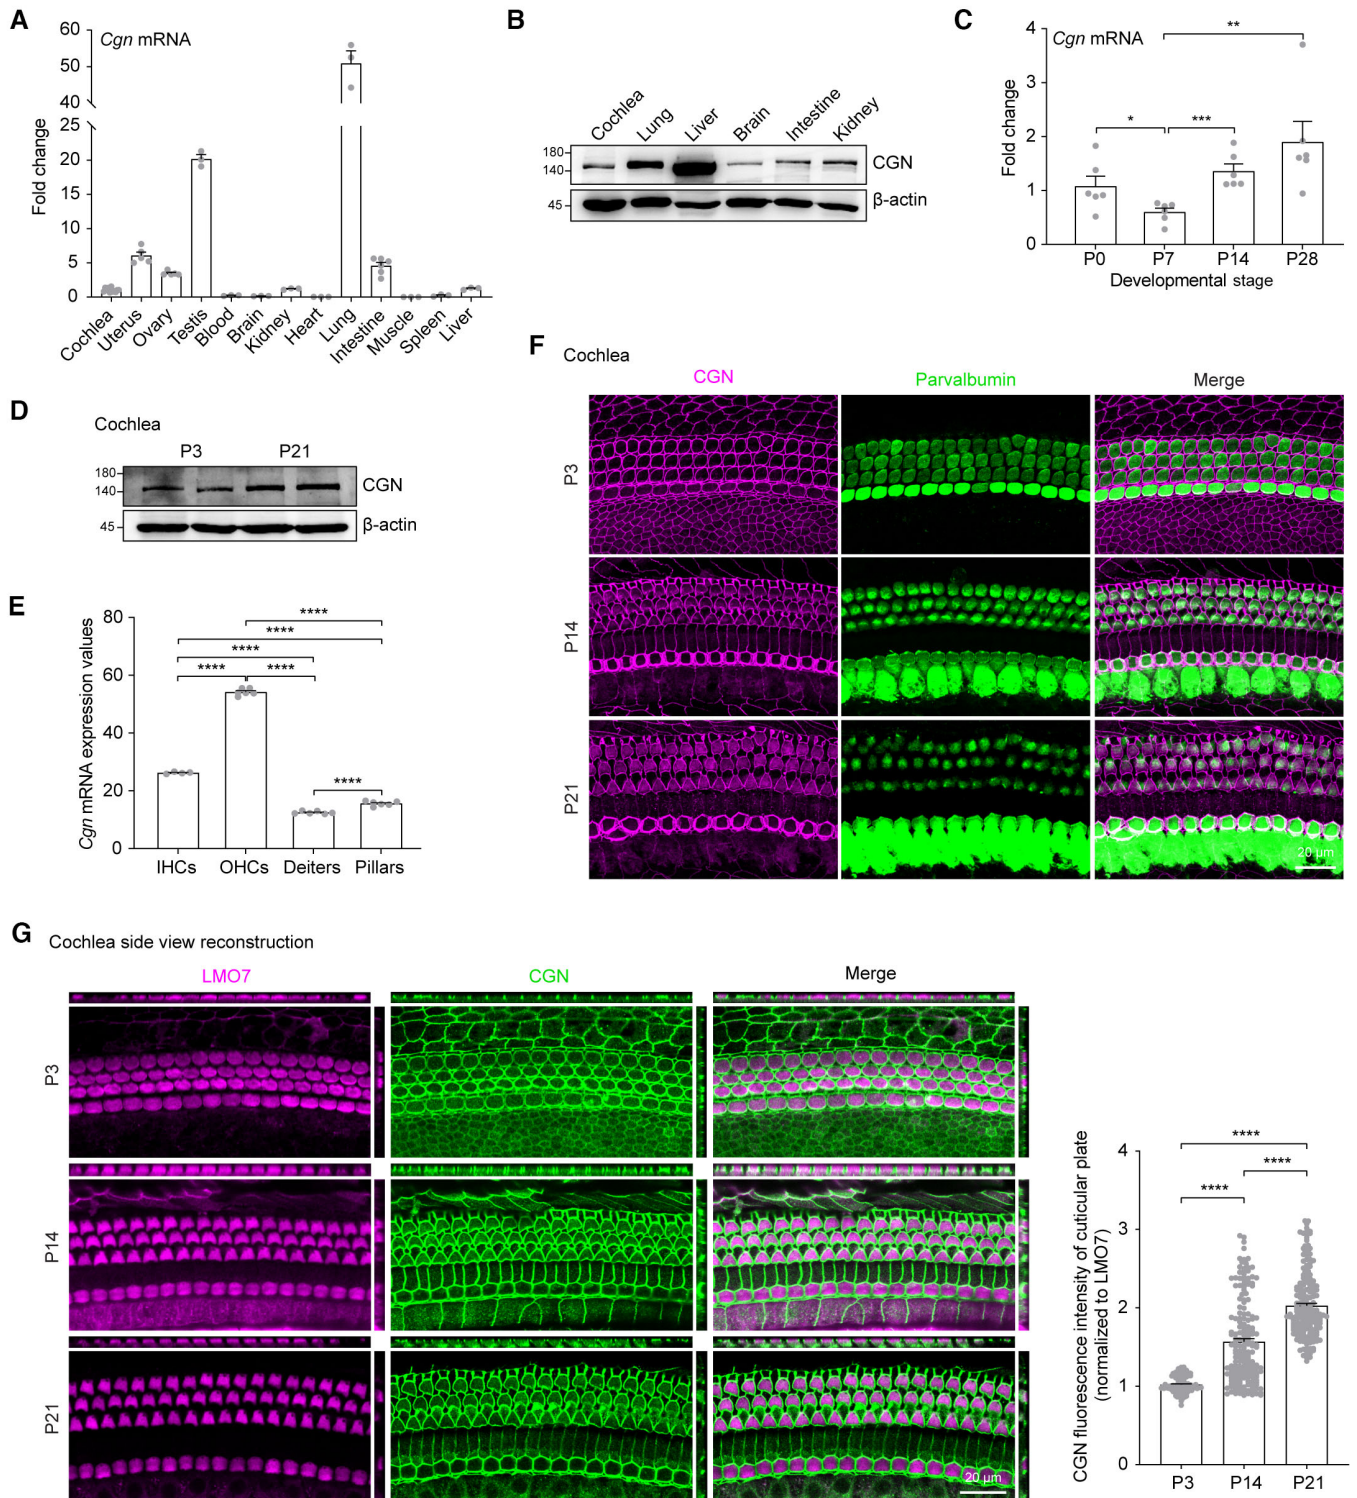 A
Cgn mRNA
Fold change
60
50
40
25
20
15
10
5
0
Cochlea
Uterus
Ovary
Testis
Blood
Brain
Kidney
Heart
Lung
Intestine
Muscle
Spleen
Liver
B
Cochlea
Lung
Liver
Brain
Intestine
Kidney
180
140
CGN
45
β-actin
C
Cgn mRNA
Fold change
4
3
2
1
0
*
***
**
P0 P7 P14 P28
Developmental stage
D
Cochlea
P3 P21
180
140
CGN
45
β-actin
E
Cgn mRNA expression values
80
60
40
20
0
****
****
****
**** ****
****
IHCs OHCs Deiters Pillars
F
Cochlea
CGN Parvalbumin Merge
P3
P14
P21
20 µm
G
Cochlea side view reconstruction
LMO7 CGN Merge
P3
P14
P21
20 µm
CGN fluorescence intensity of cuticular plate
(normalized to LMO7)
4
3
2
1
0
****
****
****
P3 P14 P21